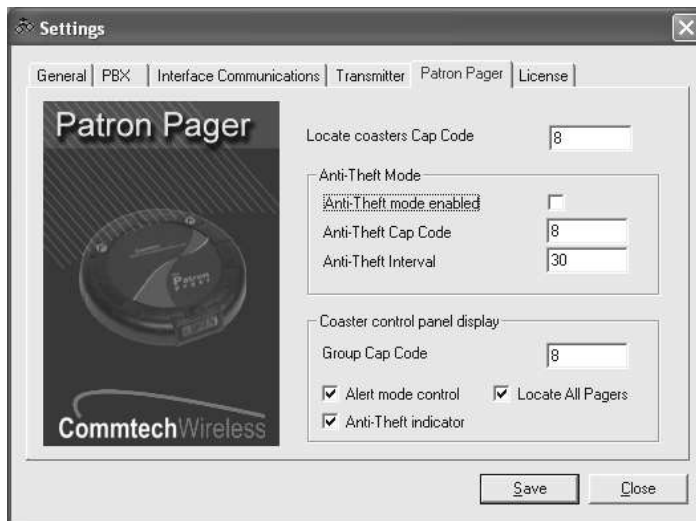 Settings
General PBX Interface Communications Transmitter Patron Pager License
Patron Pager
Locate coasters Cap Code 8
Anti-Theft Mode
Anti-Theft mode enabled
Anti-Theft Cap Code 8
Anti-Theft Interval 30
Patron
Coaster control panel display
Group Cap Code 8
Alert mode control Locate All Pagers
Anti-Theft indicator
CommtechWireless
Save Close